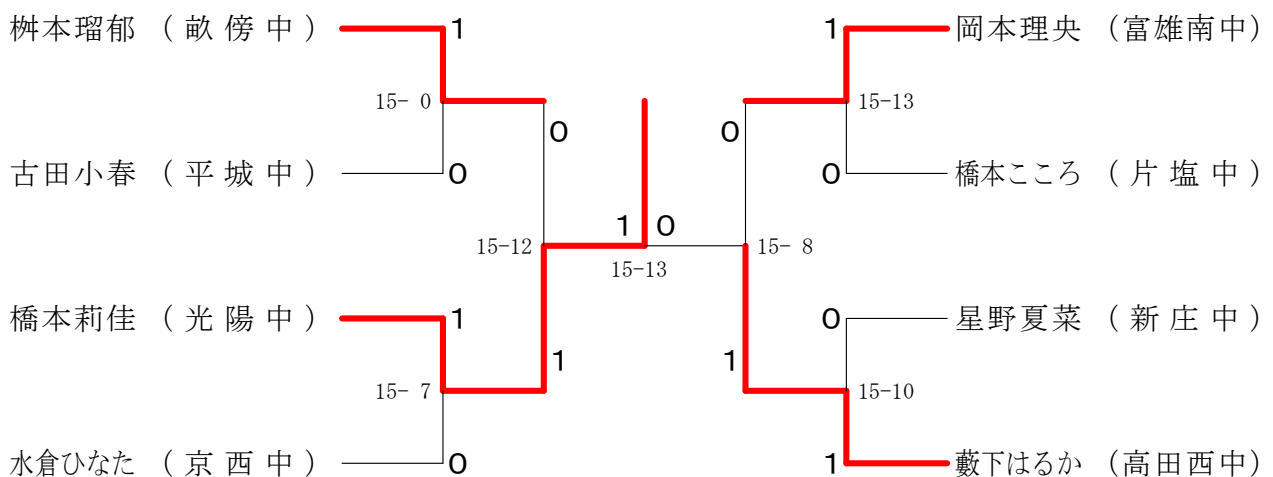 桝本瑠郁 （畝傍中） 1 1 岡本理央 （富雄南中）
15- 0 15-13
0 0
古田小春 （平城中） 0 0 橋本こころ （片塩中）
1 0
15-12 15- 8
15-13
橋本莉佳 （光陽中） 1 0 星野夏菜 （新庄中）
1 1
15- 7 15-10
水倉ひなた （京西中） 0 1 藪下はるか （高田西中）